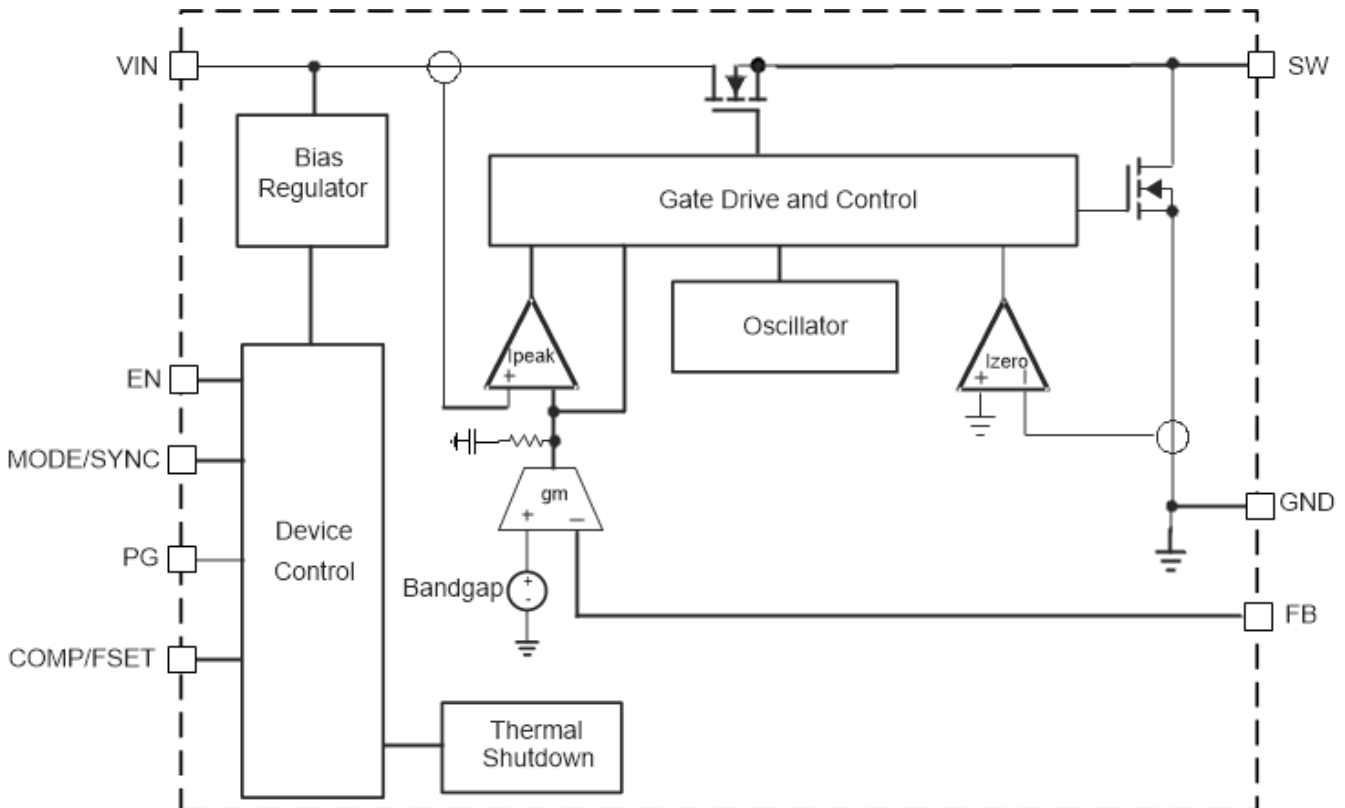 VIN
SW
Bias
Regulator
Gate Drive and Control
Oscillator
Ipeak
+
Izero
+
EN
MODE/SYNC
gm
+ −
GND
Device
Control
PG
Bandgap
+
-
FB
COMP/FSET
Thermal
Shutdown